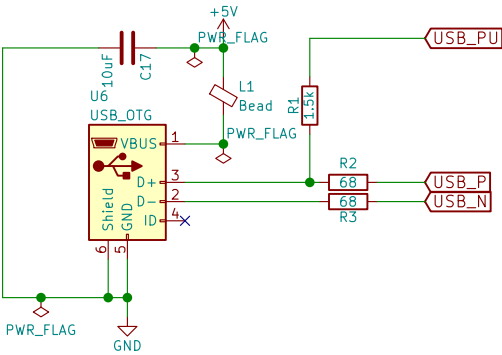 +5V
PWR_FLAG
USB_PU
10uF
C17
L1
Bead
U6
USB_OTG
R1
1.5k
PWR_FLAG
VBUS 1
R2
D+ 3
68
USB_P
D- 2
68
USB_N
ID 4
R3
Shield
GND
6
5
PWR_FLAG
GND